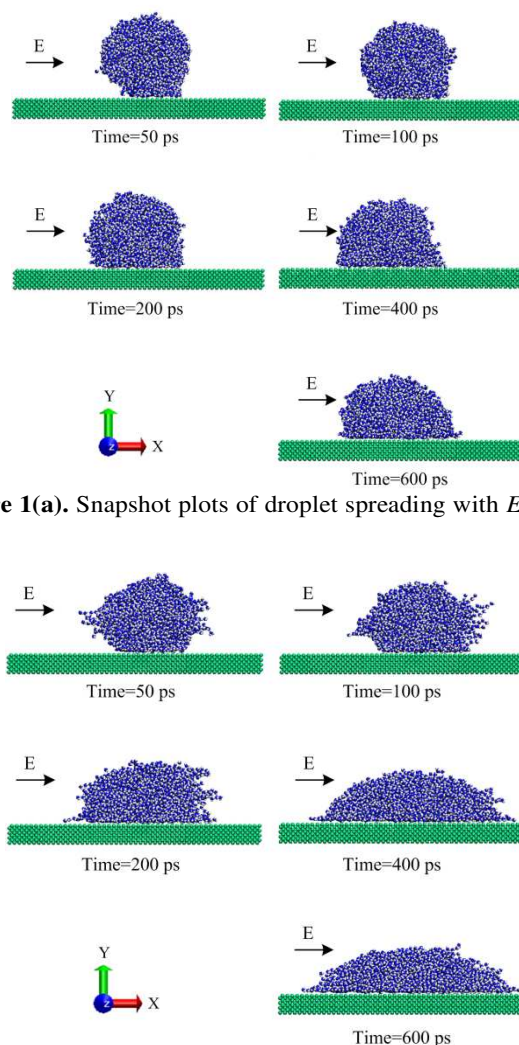 E
E
Time=50 ps
Time=100 ps
E
E
Time=200 ps
Time=400 ps
E
Y
Z
X
Time=600 ps
e 1(a). Snapshot plots of droplet spreading with E
E
E
Time=50 ps
Time=100 ps
E
E
Time=200 ps
Time=400 ps
E
Y
Z
X
Time=600 ps